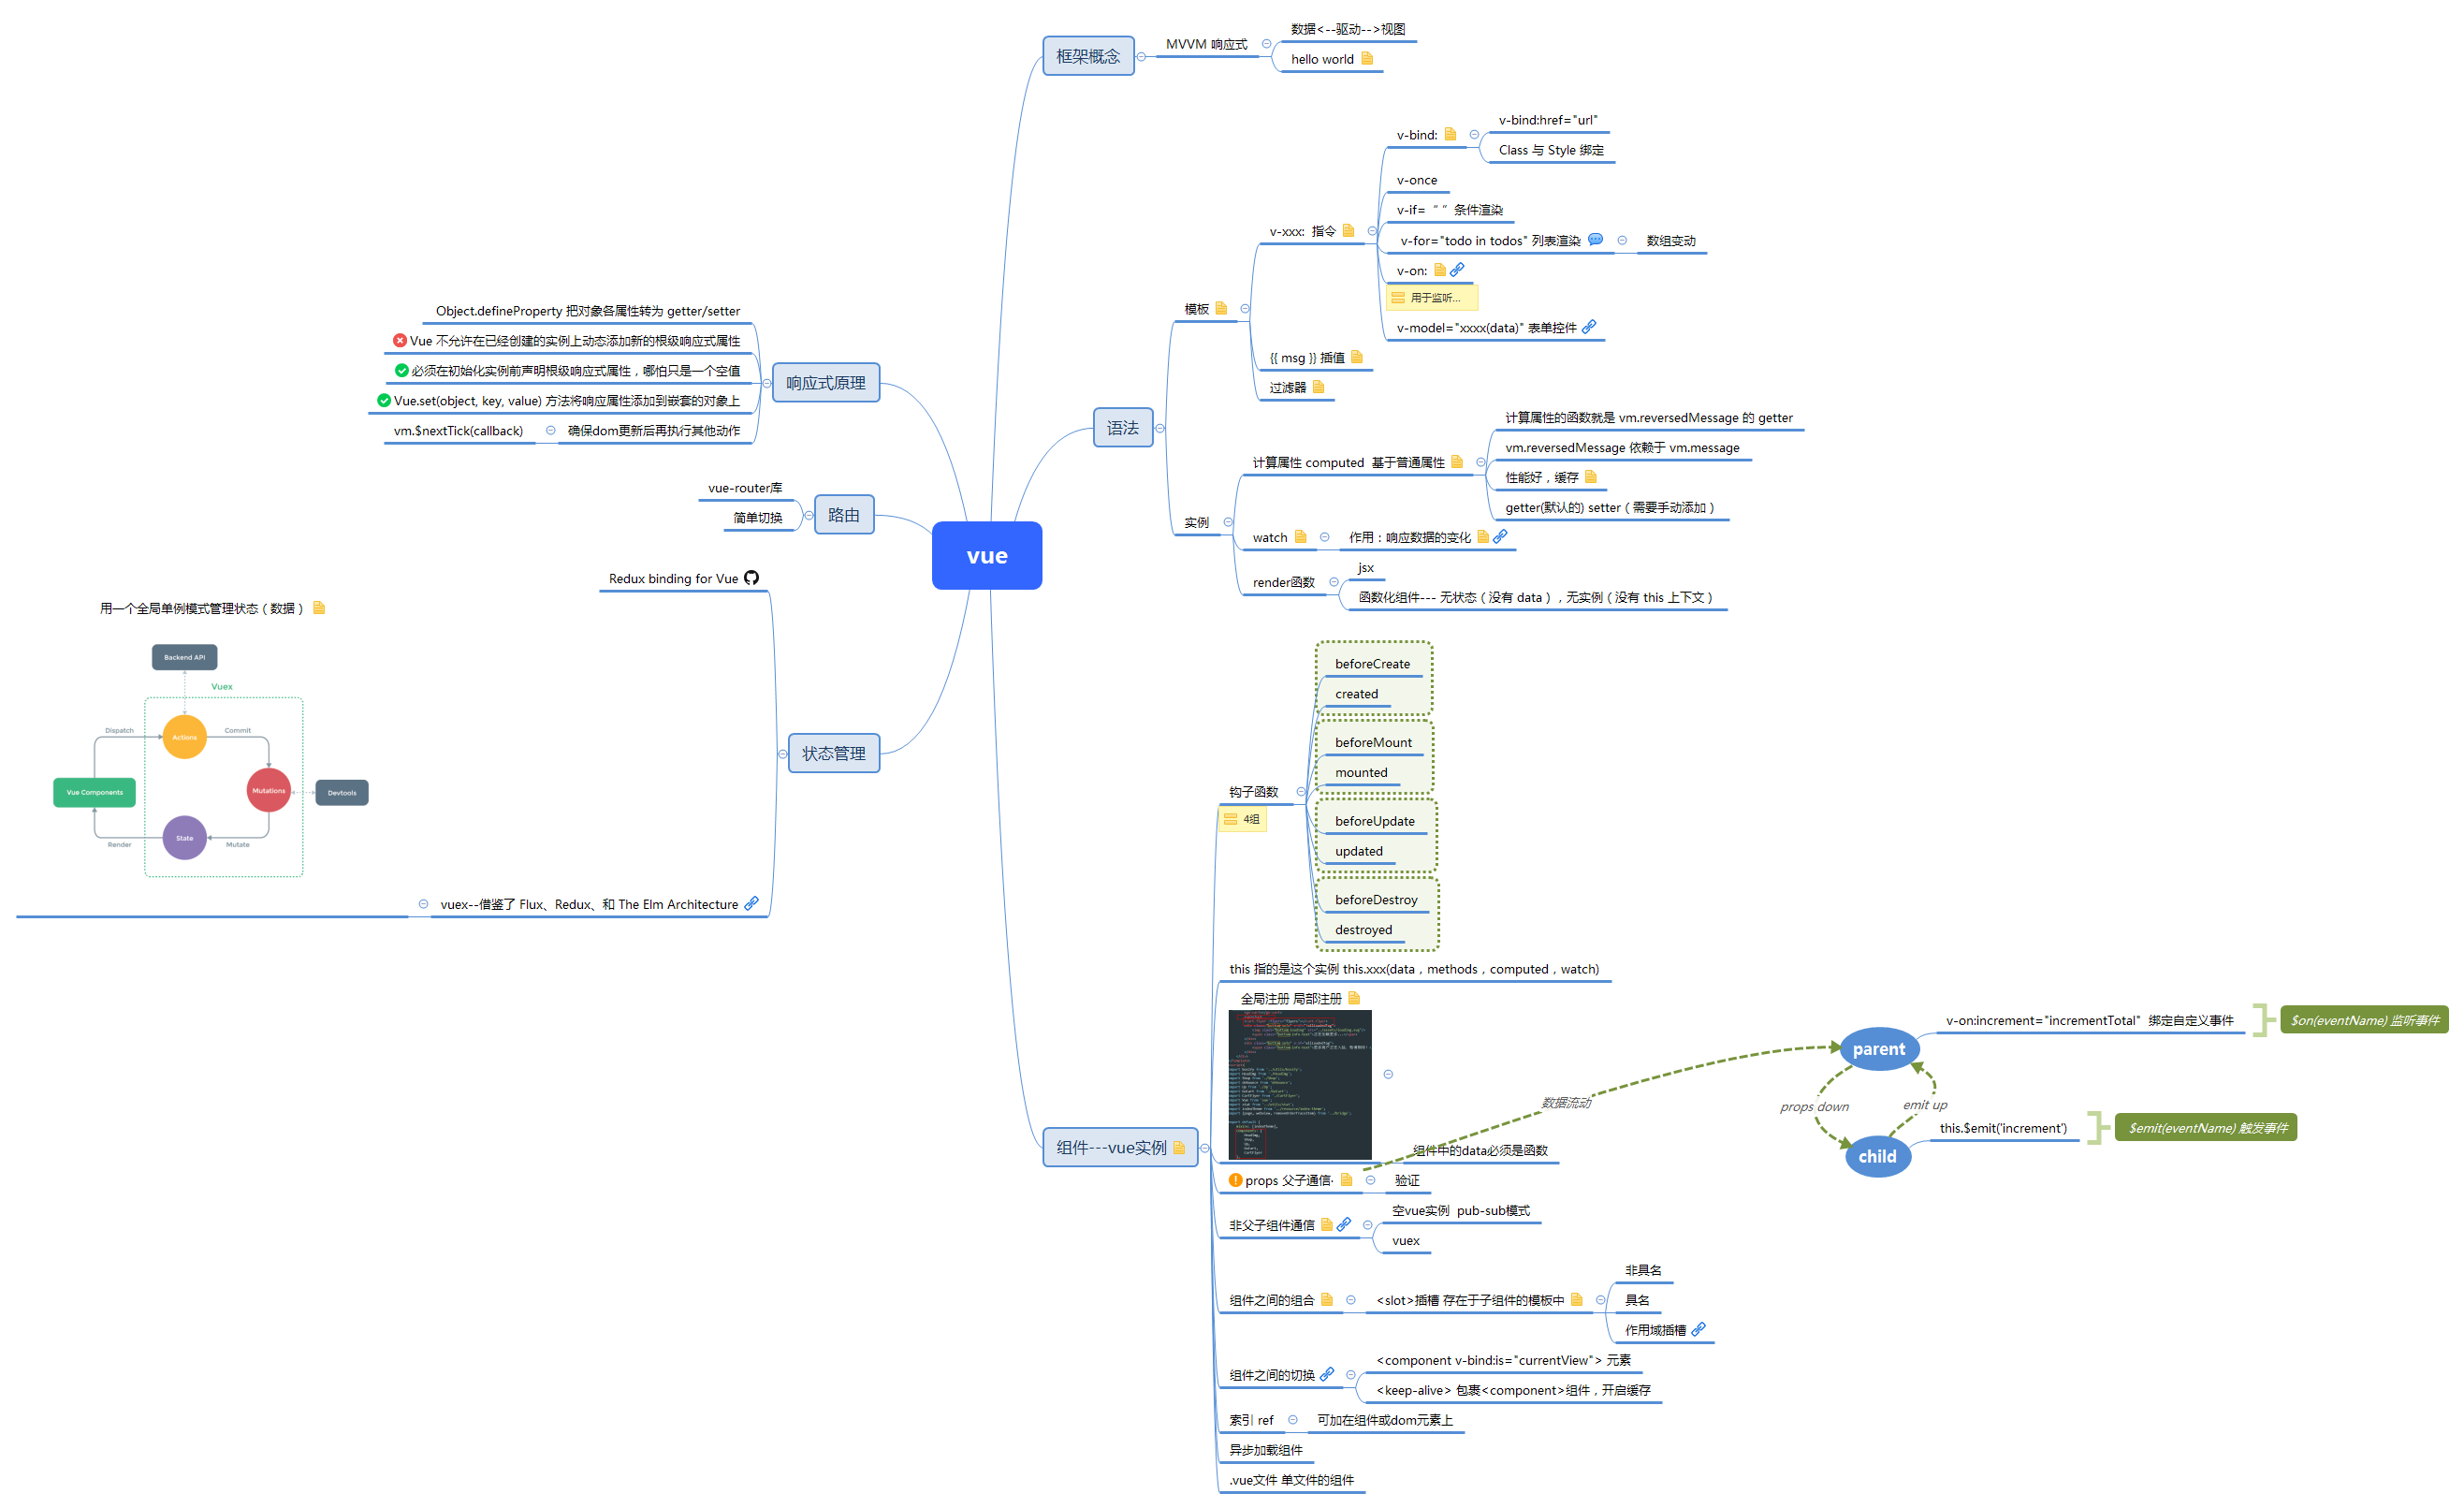 vue
框架概念
MVVM 响应式
数据<--驱动-->视图
hello world
语法
模板
v-xxx: 指令
v-bind:
v-bind:href="url"
Class 与 Style 绑定
v-once
v-if= “ ” 条件渲染
v-for="todo in todos" 列表渲染
数组变动
v-on:
用于监听...
v-model="xxxx(data)" 表单控件
{{ msg }} 插值
过滤器
实例
计算属性 computed 基于普通属性
计算属性的函数就是 vm.reversedMessage 的 getter
vm.reversedMessage 依赖于 vm.message
性能好，缓存
getter(默认的) setter（需要手动添加）
watch
作用：响应数据的变化
render函数
jsx
函数化组件--- 无状态（没有 data），无实例（没有 this 上下文）
组件---vue实例
钩子函数
4组
beforeCreate
created
beforeMount
mounted
beforeUpdate
updated
beforeDestroy
destroyed
this 指的是这个实例 this.xxx(data，methods，computed，watch)
全局注册 局部注册
组件中的data必须是函数
props 父子通信·
验证
数据流动
parent
v-on:increment="incrementTotal" 绑定自定义事件
$on(eventName) 监听事件
props down
emit up
child
this.$emit('increment')
$emit(eventName) 触发事件
非父子组件通信
空vue实例 pub-sub模式
vuex
组件之间的组合
<slot>插槽 存在于子组件的模板中
非具名
具名
作用域插槽
组件之间的切换
<component v-bind:is="currentView"> 元素
<keep-alive> 包裹<component>组件，开启缓存
索引 ref
可加在组件或dom元素上
异步加载组件
.vue文件 单文件的组件
响应式原理
Object.defineProperty 把对象各属性转为 getter/setter
Vue 不允许在已经创建的实例上动态添加新的根级响应式属性
必须在初始化实例前声明根级响应式属性，哪怕只是一个空值
Vue.set(object, key, value) 方法将响应属性添加到嵌套的对象上
vm.$nextTick(callback)
确保dom更新后再执行其他动作
路由
vue-router库
简单切换
状态管理
Redux binding for Vue
vuex--借鉴了 Flux、Redux、和 The Elm Architecture
用一个全局单例模式管理状态（数据）
Backend API
Vuex
Dispatch
Actions
Commit
Vue Components
Mutations
Devtools
State
Render
Mutate